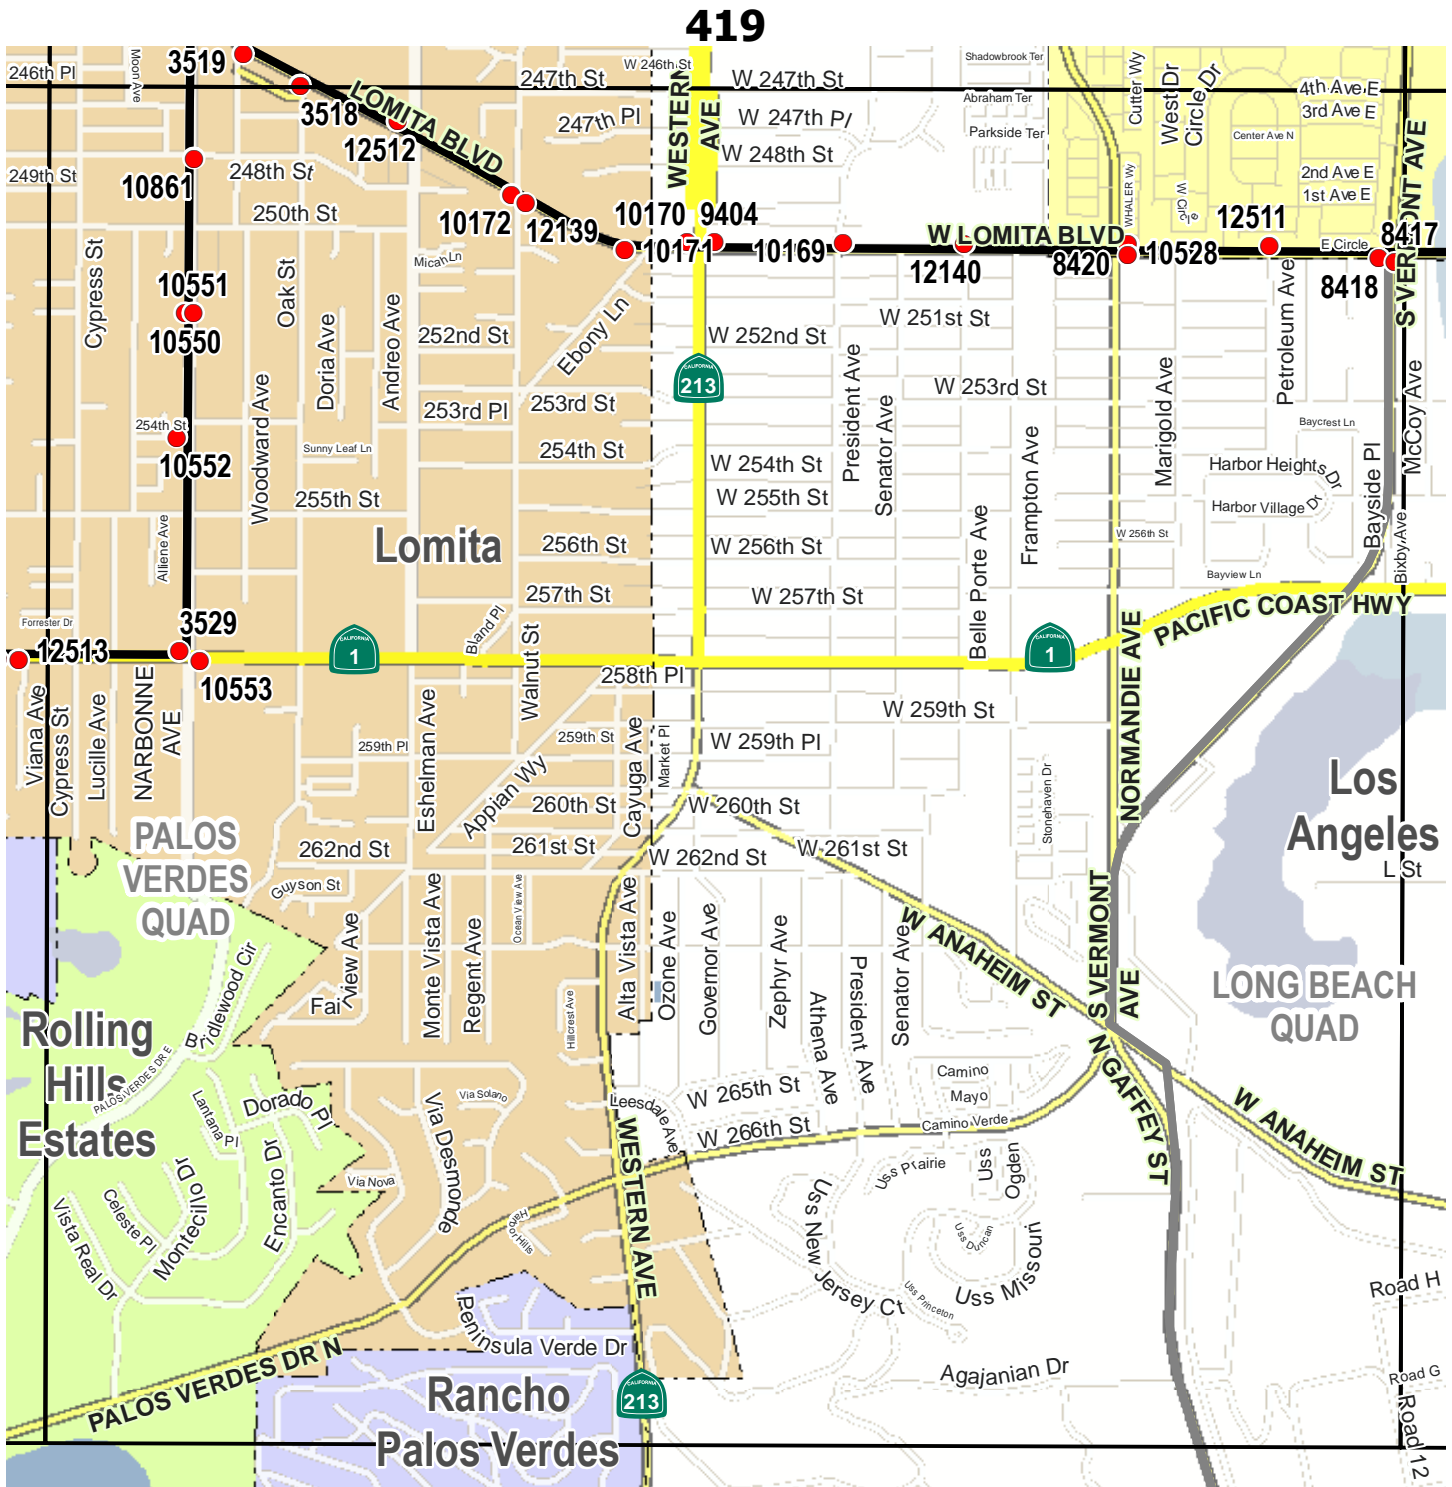 419
3519
246th Pl
Moon Ave
247th St
W 246th St
W 247th St
Shadowbrook Ter
Cutter Wy
West Dr
Circle Dr
4th Ave E
3rd Ave E
3518
LOMITA BLVD
12512
247th Pl
WESTERN
AVE
W 247th Pl
Abraham Ter
Parkside Ter
Center Ave N
S VERMONT AVE
249th St
10861
248th St
W 248th St
2nd Ave E
1st Ave E
WHALER Wy
W Circle
250th St
10172
12139
10170
9404
10171
10169
W LOMITA BLVD
12140
8420
10528
12511
E Circle
8417
8418
Cypress St
10551
10550
Oak St
Micah Ln
Doria Ave
Andreo Ave
252nd St
Ebony Ln
W 252nd St
W 251st St
CALIFORNIA
213
President Ave
W 253rd St
Petroleum Ave
McCoy Ave
Woodward Ave
253rd Pl
253rd St
Senator Ave
Marigold Ave
Baycrest Ln
254th St
10552
Sunny Leaf Ln
254th St
W 254th St
Frampton Ave
Harbor Heights Dr
Bayside Pl
255th St
W 255th St
Harbor Village Dr
Alliene Ave
Lomita
256th St
W 256th St
Belle Porte Ave
W 256th St
Bixby Ave
Bayview Ln
257th St
W 257th St
PACIFIC COAST HWY
Forrester Dr
3529
12513
10553
CALIFORNIA
1
Bland Pl
Walnut St
CALIFORNIA
1
NORMANDIE AVE
258th Pl
Viana Ave
Cypress St
Lucille Ave
NARBONNE
AVE
Eshelman Ave
W 259th St
259th Pl
259th St
Cayuga Ave
Market Pl
W 259th Pl
Appian Wy
260th St
W 260th St
Stonehaven Dr
Los
Angeles
PALOS
VERDES
QUAD
262nd St
261st St
W 262nd St
W 261st St
L St
Guyson St
Monte Vista Ave
Regent Ave
Ocean View Ave
Alta Vista Ave
Ozone Ave
Governor Ave
Zephyr Ave
Athena Ave
President Ave
Senator Ave
W ANAHEIM ST
S VERMONT
AVE
LONG BEACH
QUAD
Fairview Ave
Hillcrest Ave
Bridlewood Cir
Rolling
Hills
Estates
PALOS VERDES DR E
Lantana Pl
Dorado Pl
Via Solano
Via Desmonde
Leesdale Ave
W 265th St
W 266th St
Camino
Mayo
Camino Verde
N GAFFEY ST
W ANAHEIM ST
Encanto Dr
Montecillo Dr
Celeste Pl
Vista Real Dr
Via Nova
Harbor Hills
WESTERN AVE
Uss Prairie
Uss
Ogden
Uss New Jersey Ct
Uss Duncan
Uss Missouri
Uss Princeton
Road H
Peninsula Verde Dr
PALOS VERDES DR N
Agajanian Dr
Road G
CALIFORNIA
213
Rancho
Palos Verdes
Road 12